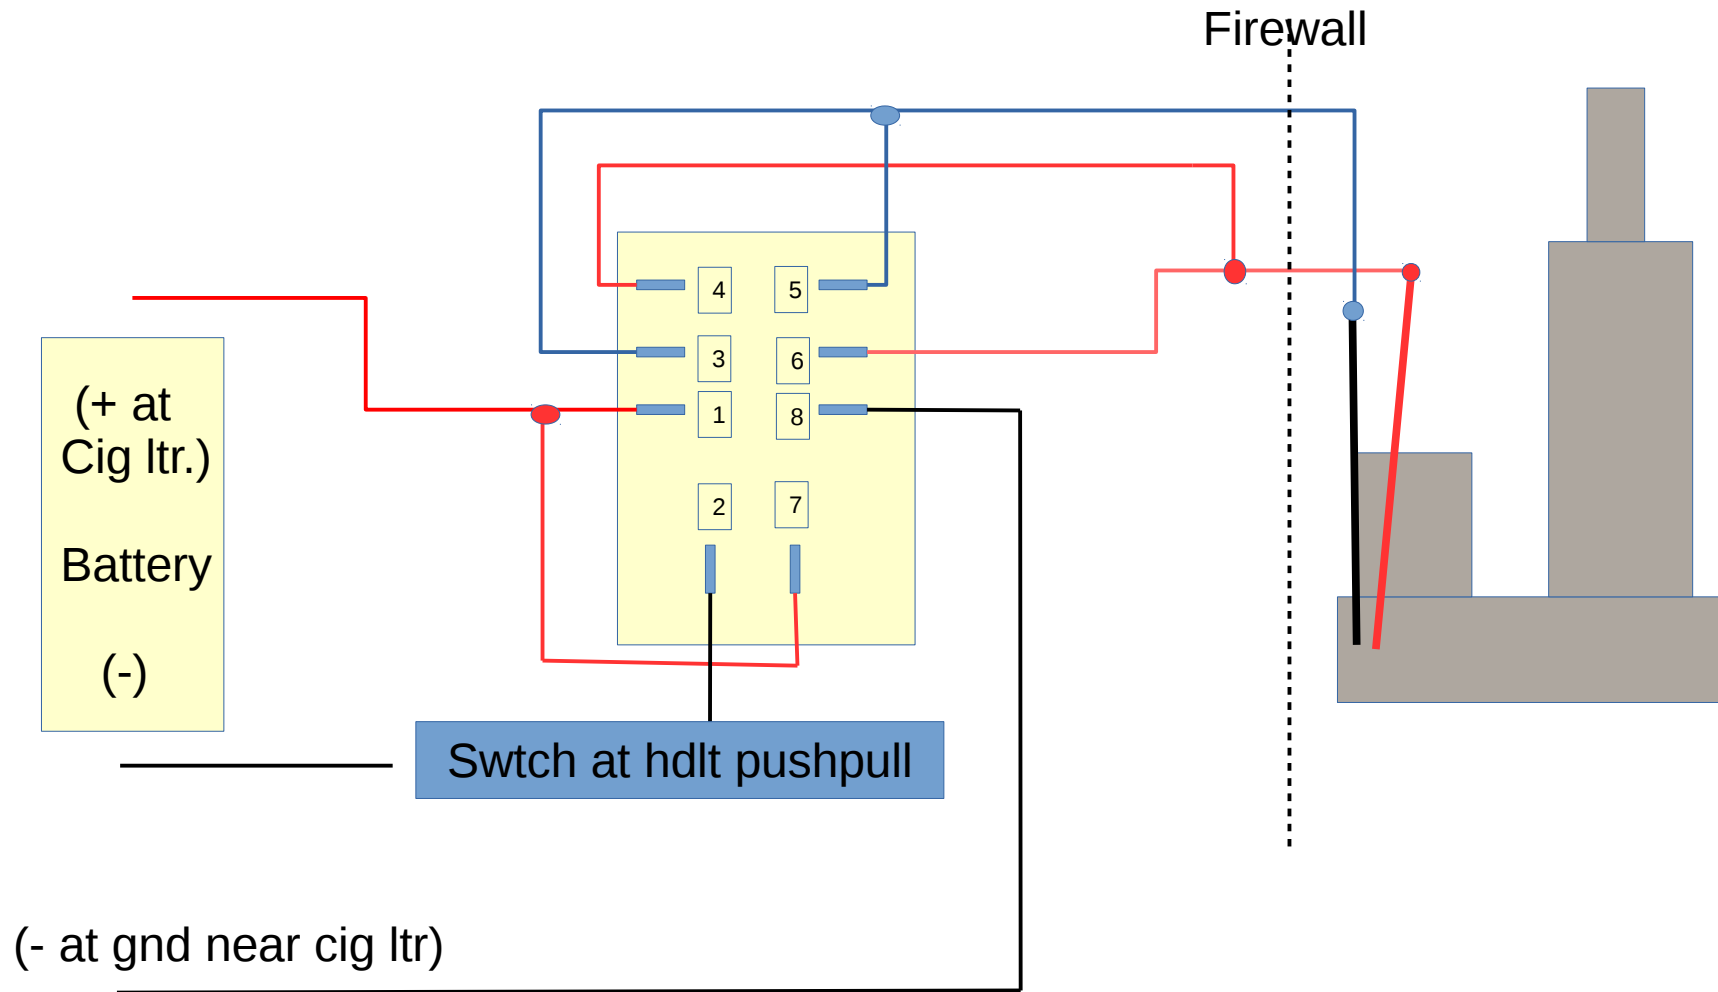 Firewall
4
5
3
6
1
8
2
7
(+ at
Cig ltr.)
Battery
(-)
Swtch at hdlt pushpull
(- at gnd near cig ltr)